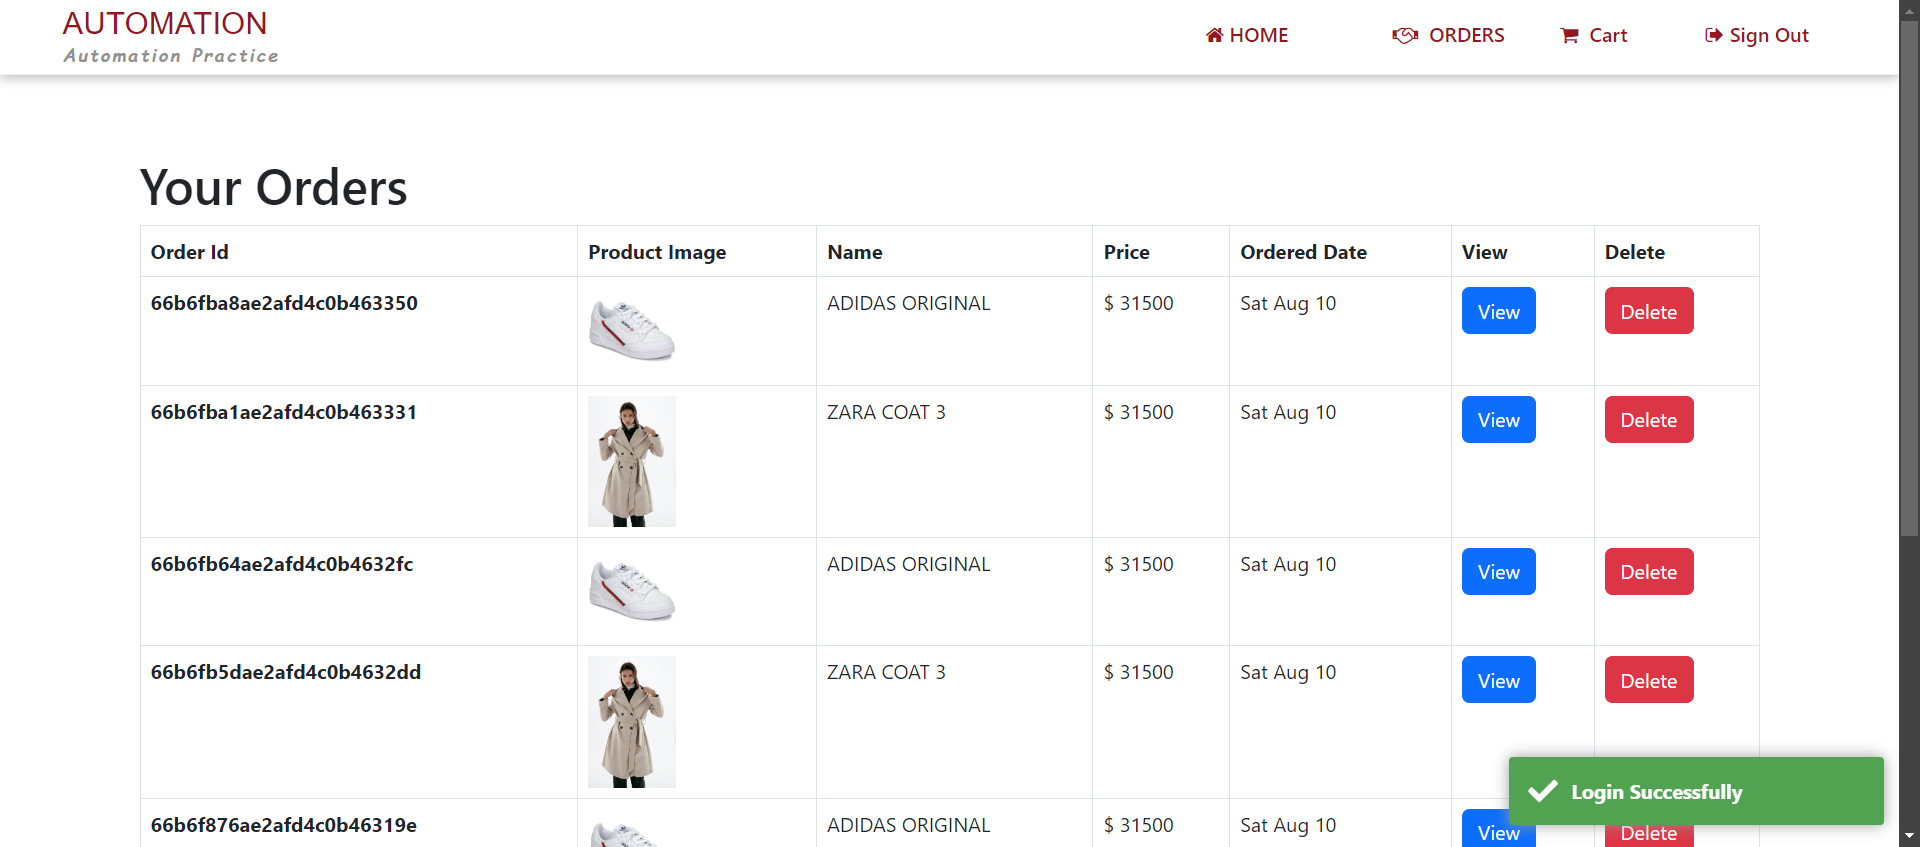 AUTOMATION
Automation Practice
HOME
ORDERS
Cart
Sign Out
Your Orders
Order Id Product Image Name Price Ordered Date View Delete
66b6fba8ae2afd4c0b463350 ADIDAS ORIGINAL $ 31500 Sat Aug 10 View Delete
66b6fba1ae2afd4c0b463331 ZARA COAT 3 $ 31500 Sat Aug 10 View Delete
66b6fb64ae2afd4c0b4632fc ADIDAS ORIGINAL $ 31500 Sat Aug 10 View Delete
66b6fb5dae2afd4c0b4632dd ZARA COAT 3 $ 31500 Sat Aug 10 View Delete
Login Successfully
66b6f876ae2afd4c0b46319e ADIDAS ORIGINAL $ 31500 Sat Aug 10 View Delete